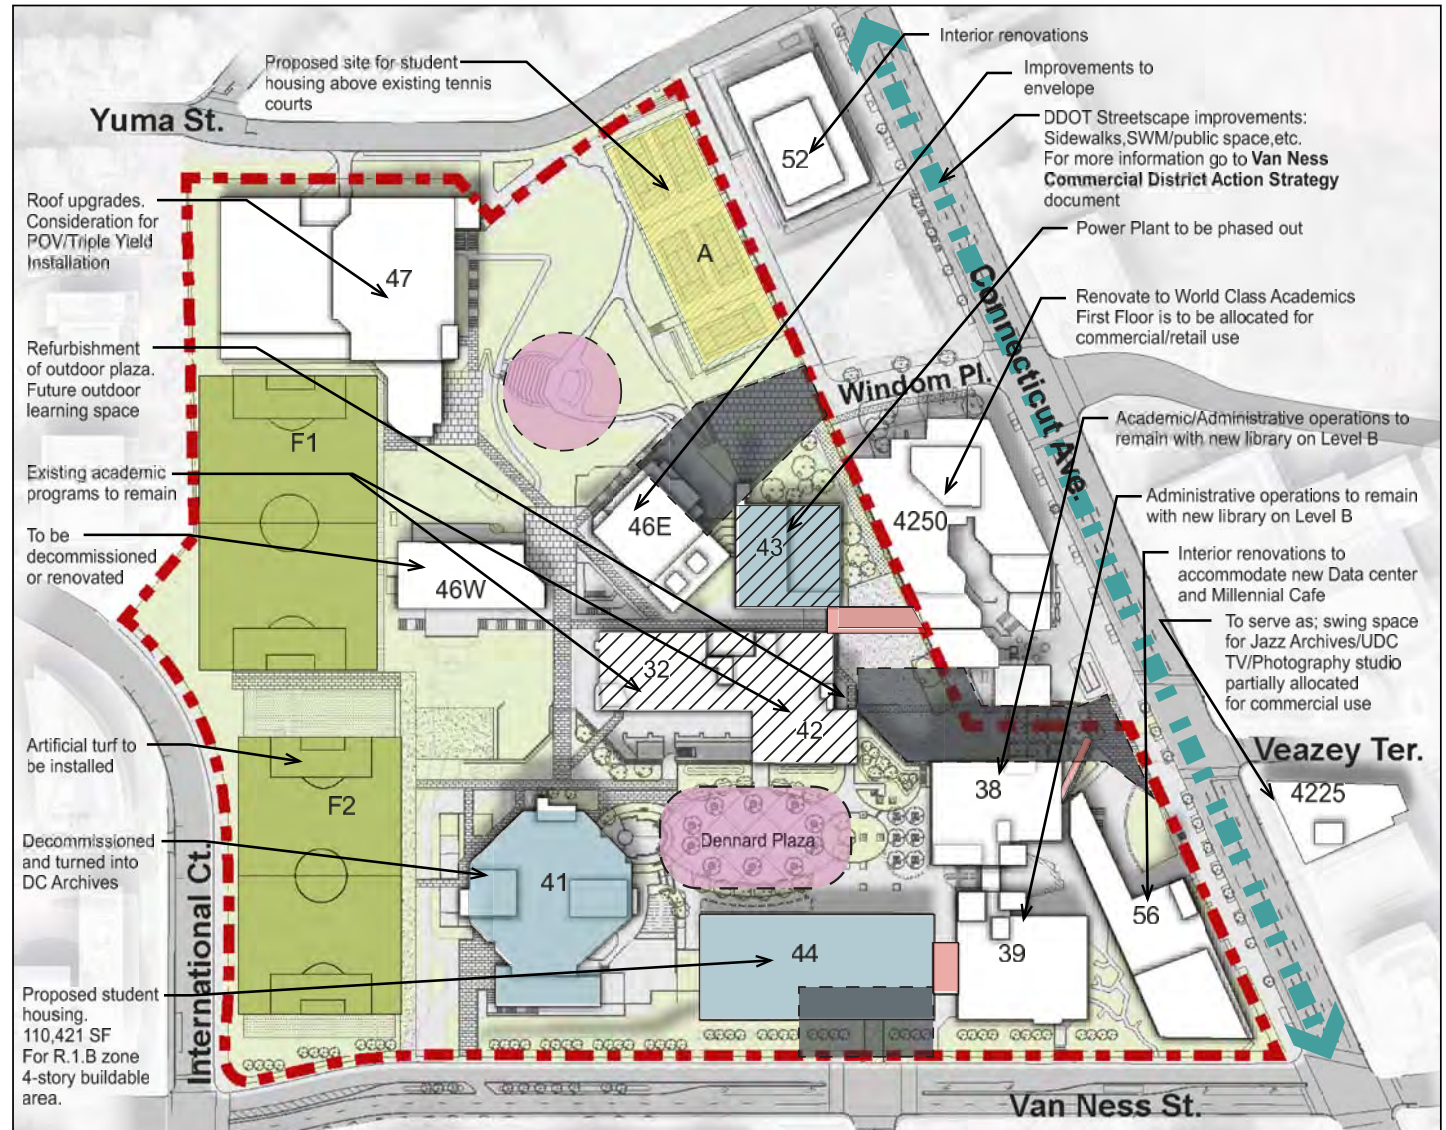 Interior renovations
Improvements to
envelope
Proposed site for student
housing above existing tennis
courts
DDOT Streetscape improvements:
Sidewalks,SWM/public space,etc.
For more information go to Van Ness
Commercial District Action Strategy
document
Yuma St.
52
Roof upgrades.
Consideration for
POV/Triple Yield
Installation
Power Plant to be phased out
A
47
Connecticut Ave.
Renovate to World Class Academics
First Floor is to be allocated for
commercial/retail use
Refurbishment
of outdoor plaza.
Future outdoor
learning space
Windom Pl.
Academic/Administrative operations to
remain with new library on Level B
F1
Existing academic
programs to remain
Administrative operations to remain
with new library on Level B
46E
4250
43
To be
decommissioned
or renovated
Interior renovations to
accommodate new Data center
and Millennial Cafe
46W
To serve as; swing space
for Jazz Archives/UDC
TV/Photography studio
partially allocated
for commercial use
32
42
Artificial turf to
be installed
Veazey Ter.
38
4225
F2
Decommissioned
and turned into
DC Archives
Dennard Plaza
41
56
International Ct.
44
39
Proposed student
housing.
110,421 SF
For R.1.B zone
4-story buildable
area.
Van Ness St.